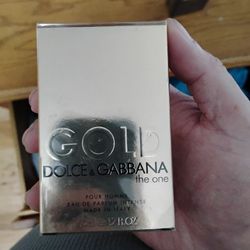 GOLD
DOLCE & GABBANA
the one
POUR HOMME
EAU DE PARFUM INTENSE
MADE IN ITALY